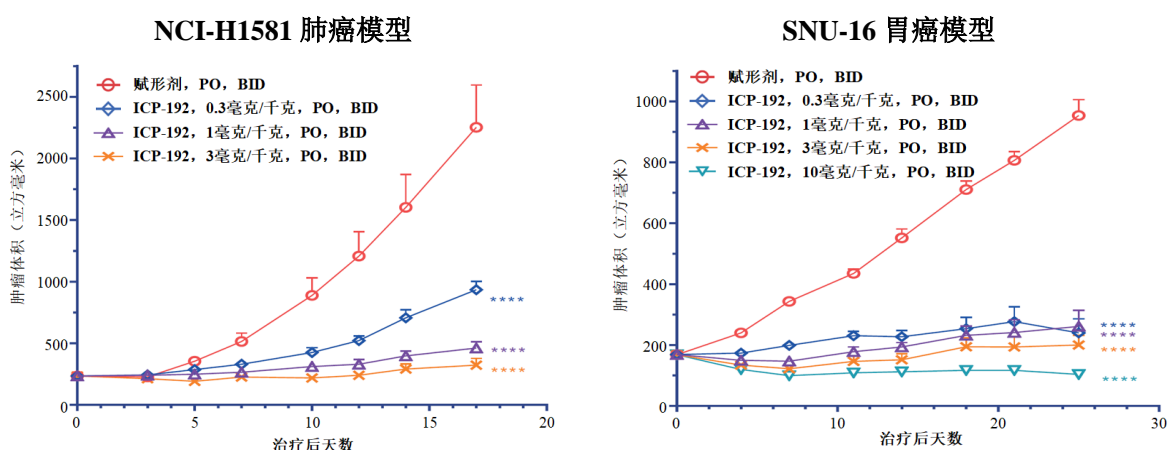 NCI-H1581 肺癌模型
赋形剂，PO，BID
ICP-192，0.3毫克/千克，PO，BID
ICP-192，1毫克/千克，PO，BID
ICP-192，3毫克/千克，PO，BID
肿瘤体积（立方毫米）
2500
2000
1500
1000
500
0
0
5
10
15
20
治疗后天数
****
****
****
SNU-16 胃癌模型
赋形剂，PO，BID
ICP-192，0.3毫克/千克，PO，BID
ICP-192，1毫克/千克，PO，BID
ICP-192，3毫克/千克，PO，BID
ICP-192，10毫克/千克，PO，BID
肿瘤体积（立方毫米）
1000
800
600
400
200
0
0
10
20
30
治疗后天数
****
****
****
****